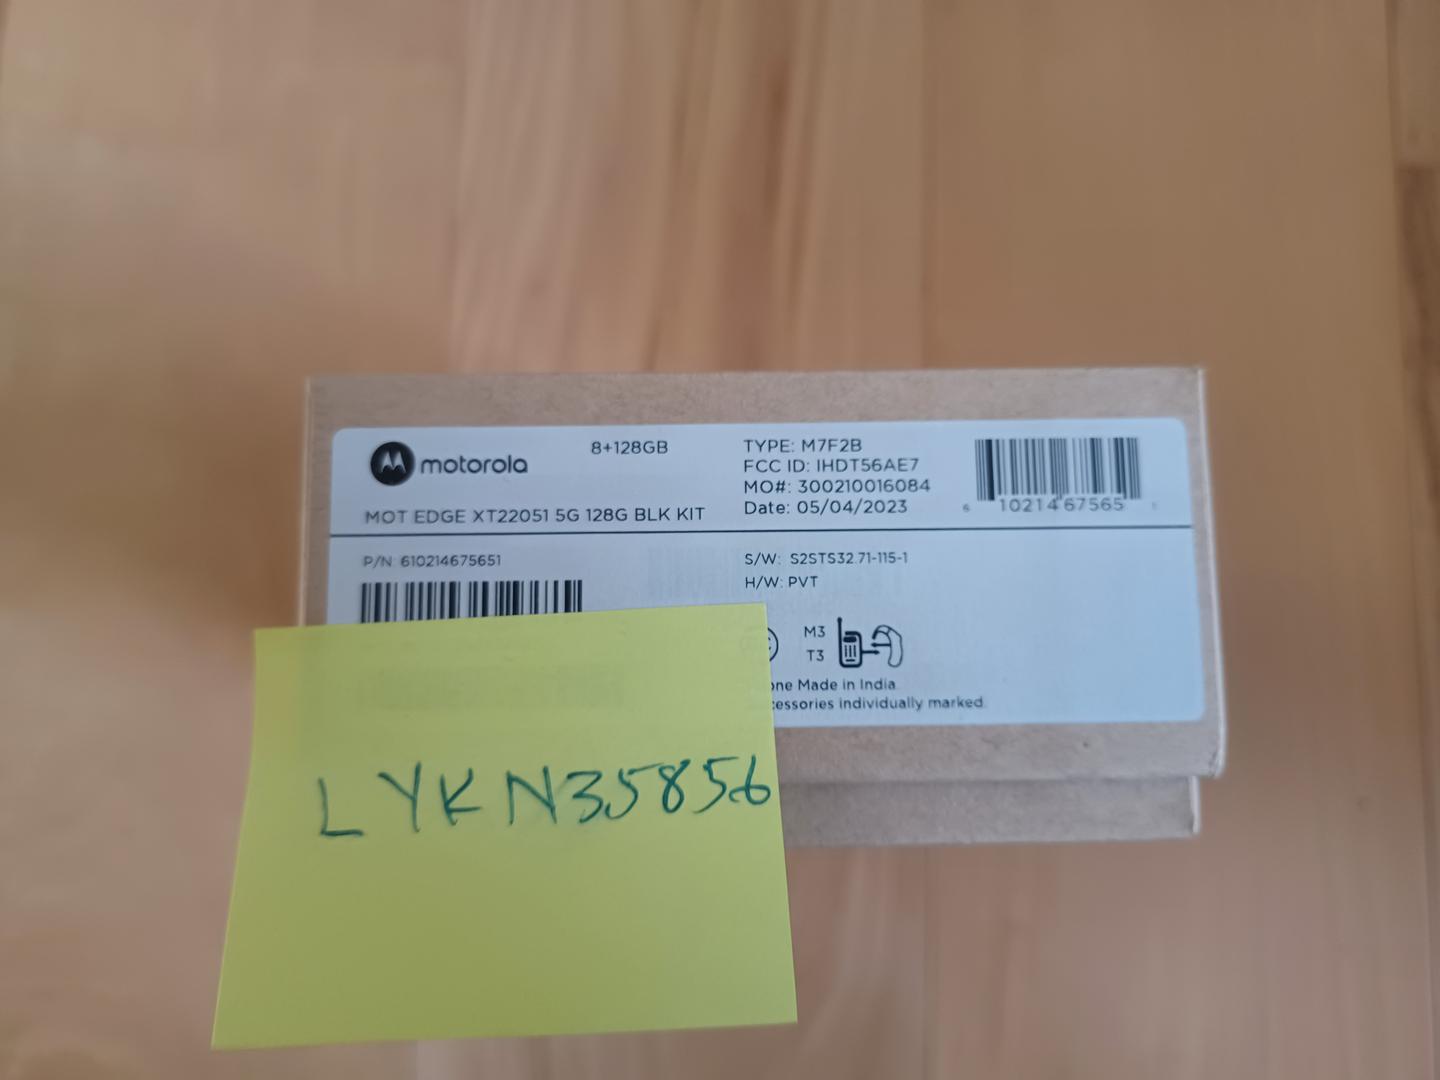 motorola
8+128GB
MOT EDGE XT22051 5G 128G BLK KIT
TYPE: M7F2B
FCC ID: IHDT56AE7
MO#: 300210016084
Date: 05/04/2023
6 10214 67565 1
P/N: 610214675651
S/W: S2STS32.71-115-1
H/W: PVT
M3
T3
Made in India.
individually marked.
LYKN35856